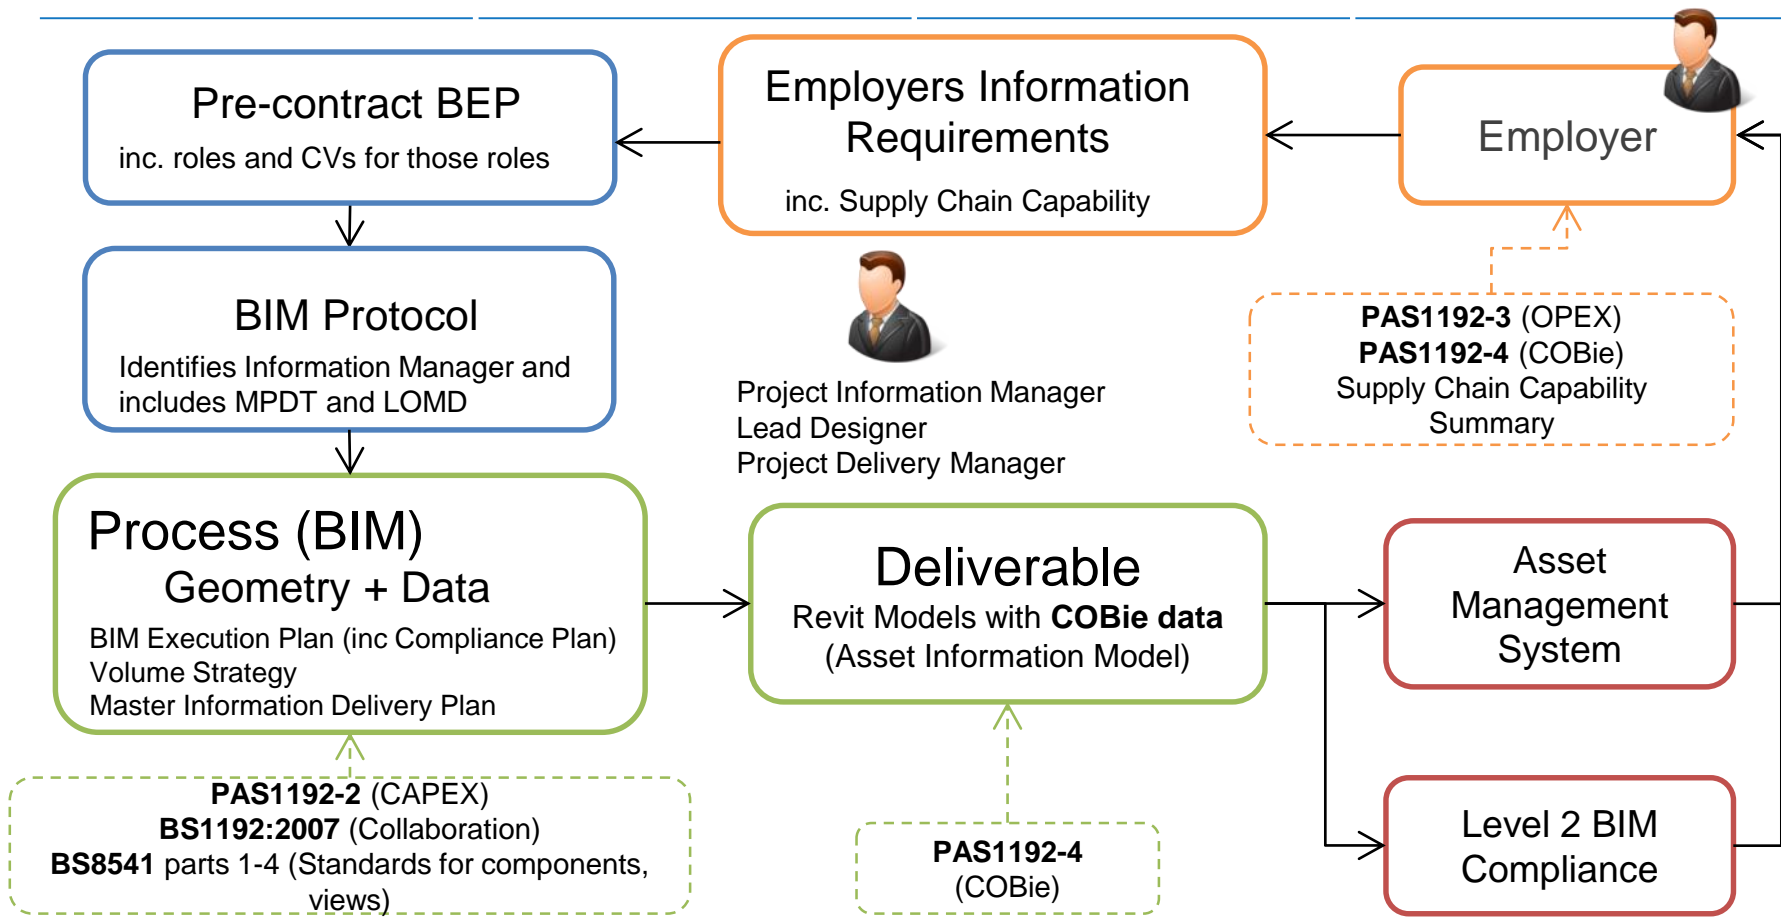 Pre-contract BEP
inc. roles and CVs for those roles
Employers Information
Requirements
inc. Supply Chain Capability
Employer
BIM Protocol
Identifies Information Manager and
includes MPDT and LOMD
Project Information Manager
Lead Designer
Project Delivery Manager
PAS1192-3 (OPEX)
PAS1192-4 (COBie)
Supply Chain Capability
Summary
Process (BIM)
Geometry + Data
BIM Execution Plan (inc Compliance Plan)
Volume Strategy
Master Information Delivery Plan
Deliverable
Revit Models with COBie data
(Asset Information Model)
Asset
Management
System
PAS1192-2 (CAPEX)
BS1192:2007 (Collaboration)
BS8541 parts 1-4 (Standards for components,
views)
PAS1192-4
(COBie)
Level 2 BIM
Compliance